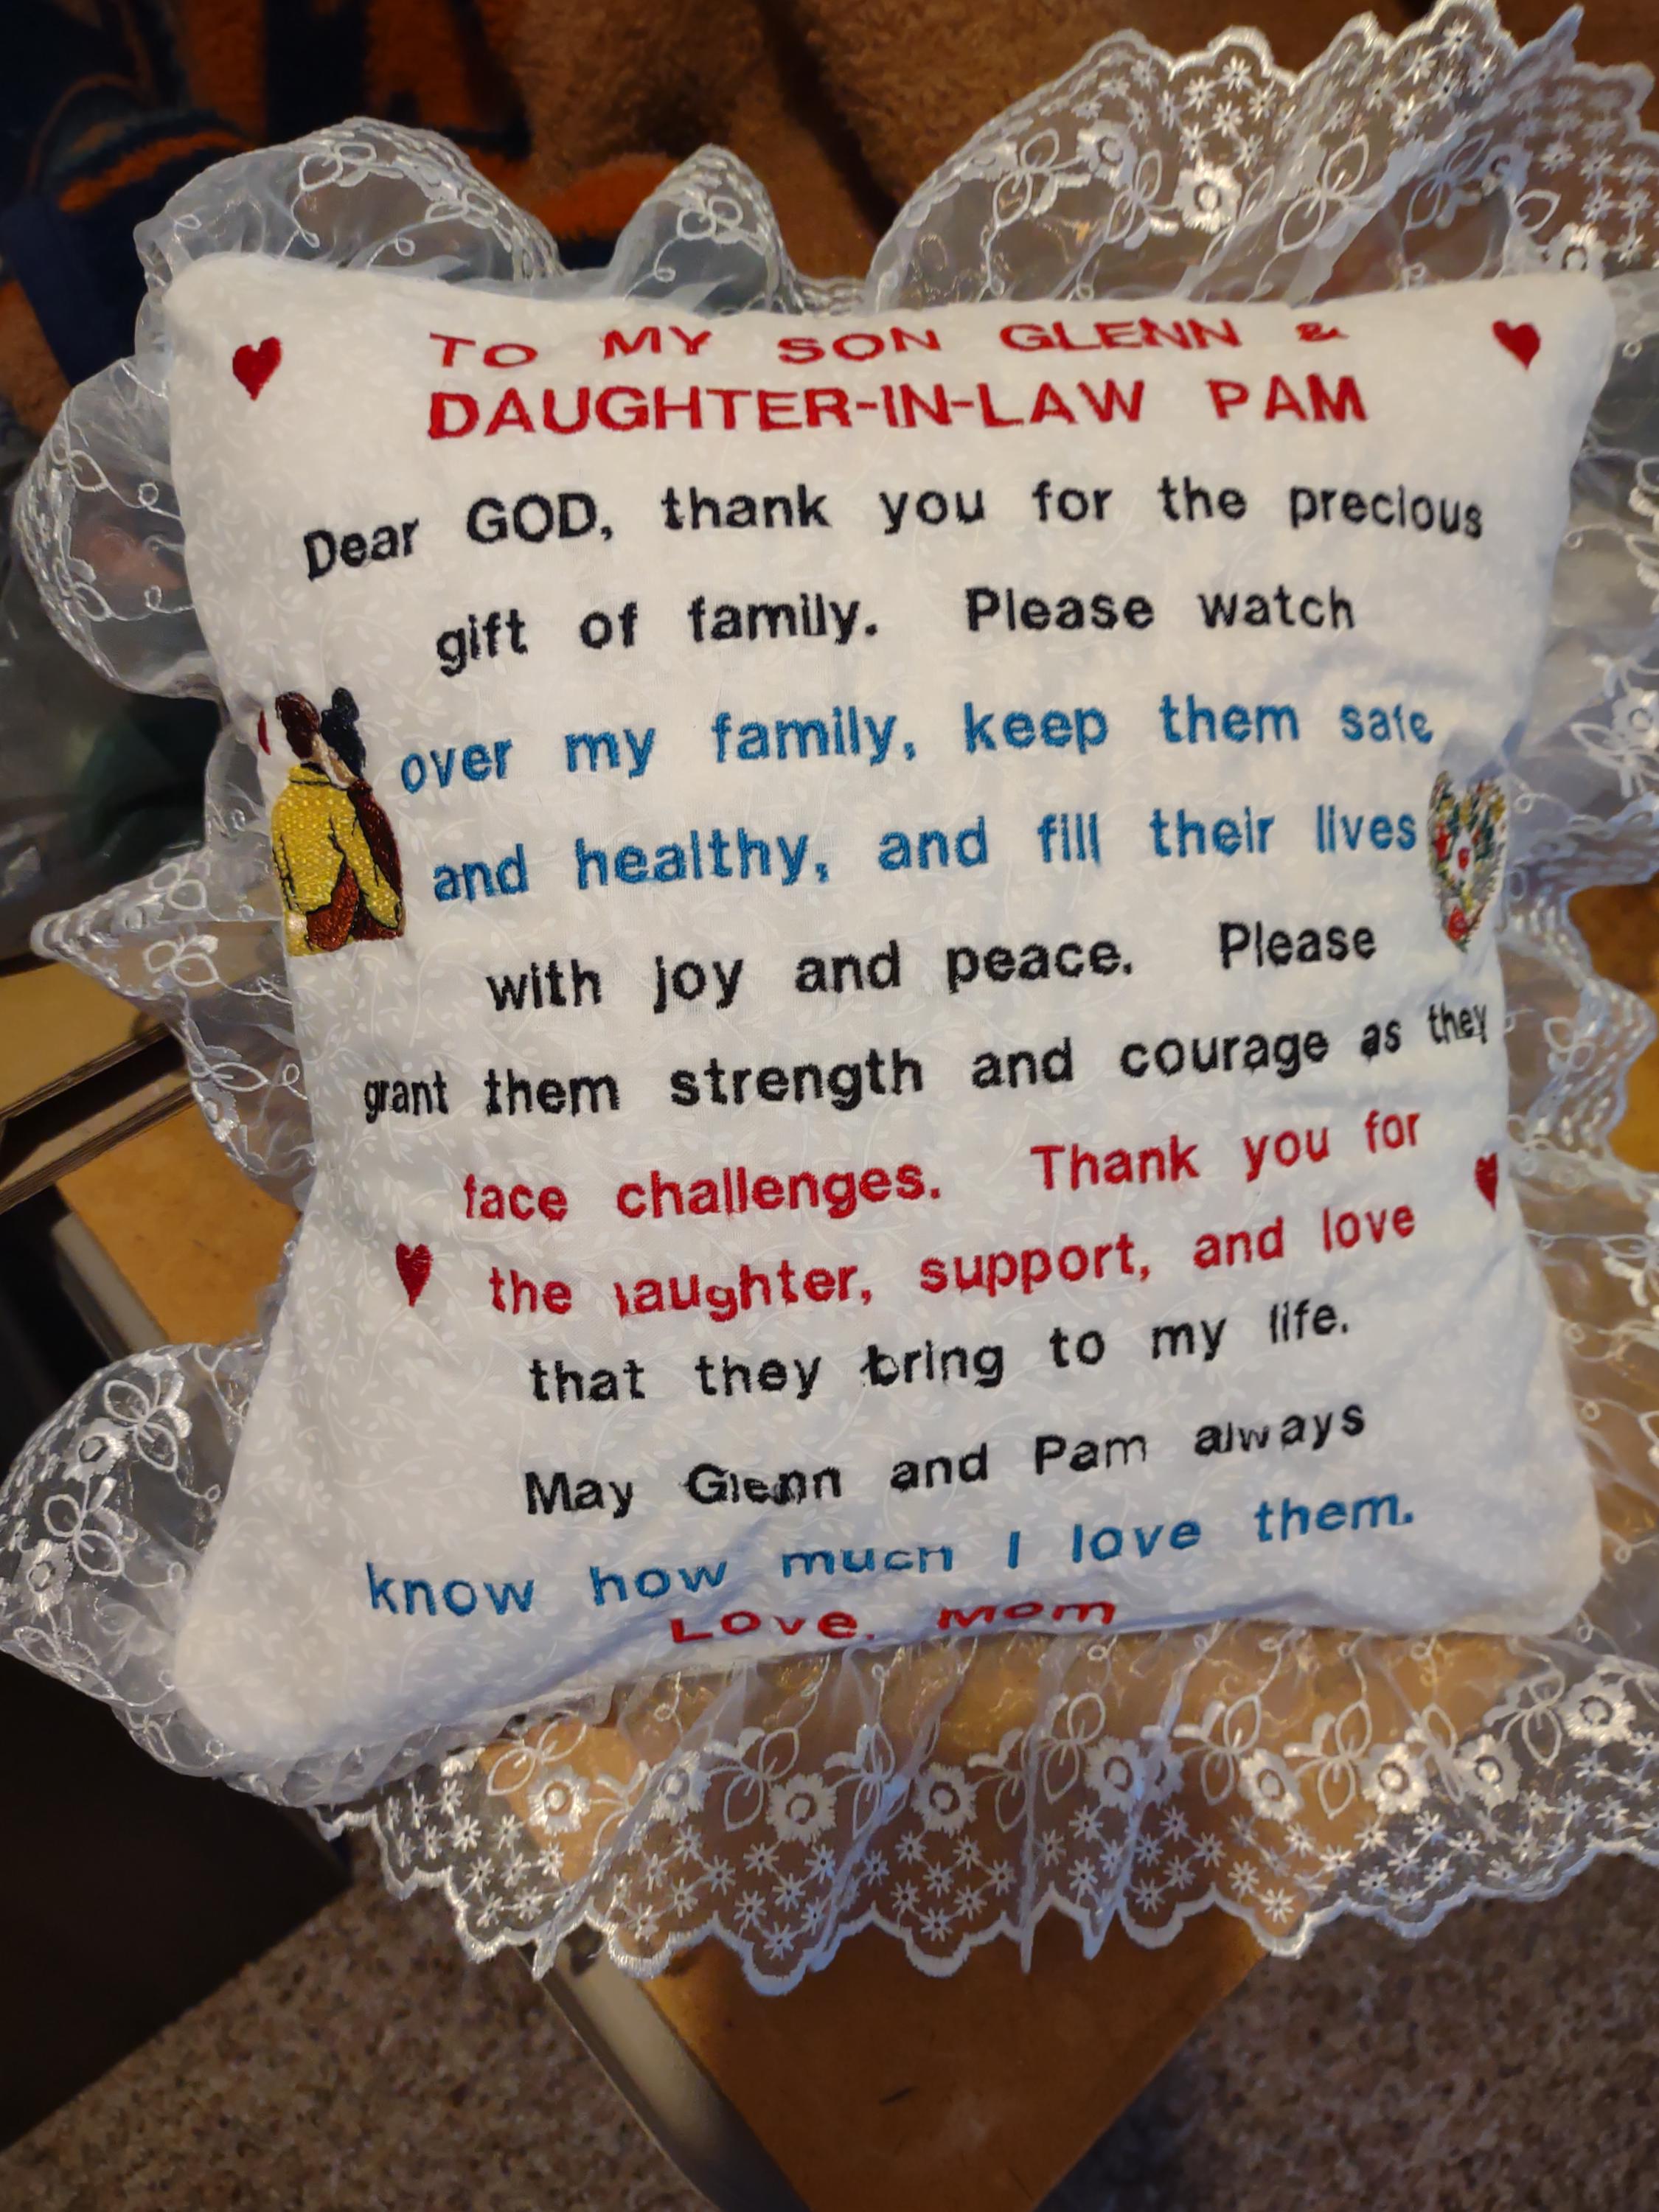 TO MY SON GLENN &
DAUGHTER-IN-LAW PAM
Dear GOD, thank you for the precious
gift of family. Please watch
over my family, keep them safe
and healthy, and fill their lives
with joy and peace. Please
grant them strength and courage as they
face challenges. Thank you for
the laughter, support, and love
that they bring to my life.
May Glenn and Pam always
know how much I love them.
Love, Mom